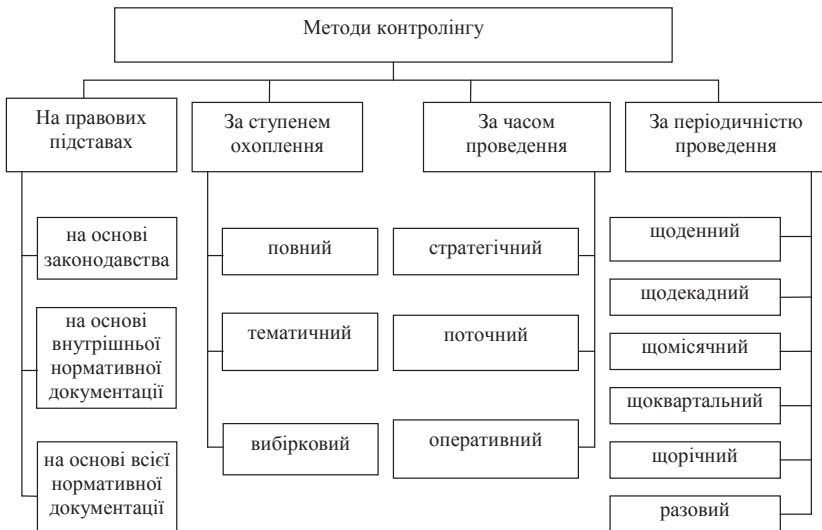 Методи контролінгу
На правових
підставах
За ступенем
охоплення
За часом
проведення
За періодичністю
проведення
на основі
законодавства
на основі
внутрішньої
нормативної
документації
на основі всієї
нормативної
документації
повний
тематичний
вибірковий
стратегічний
поточний
оперативний
щоденний
щодекадний
щомісячний
щоквартальний
щорічний
разовий